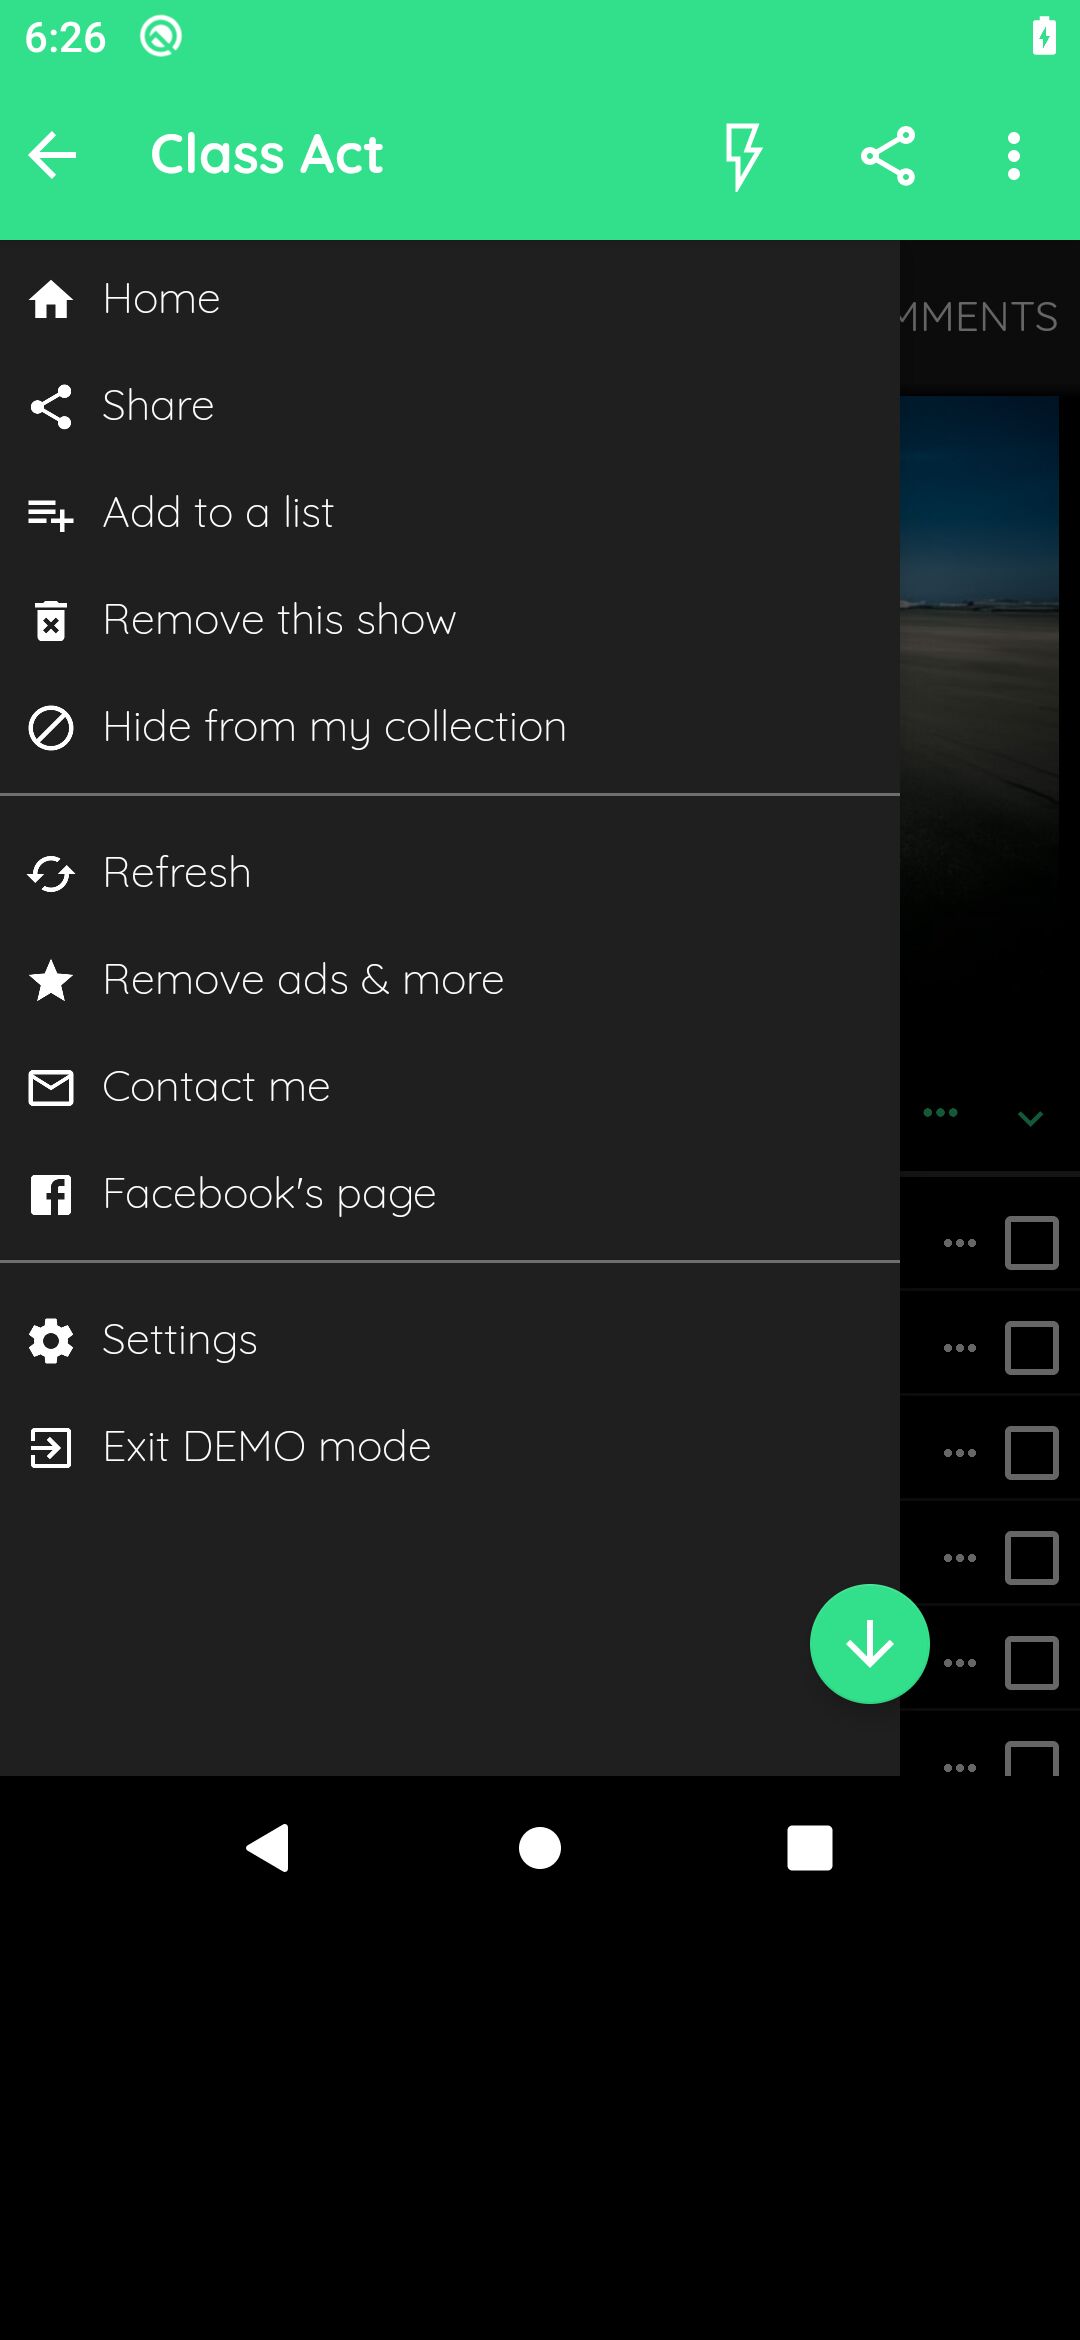 6:26
Class Act
Home
MMENTS
Share
Add to a list
Remove this show
Hide from my collection
Refresh
Remove ads & more
Contact me
Facebook's page
Settings
Exit DEMO mode